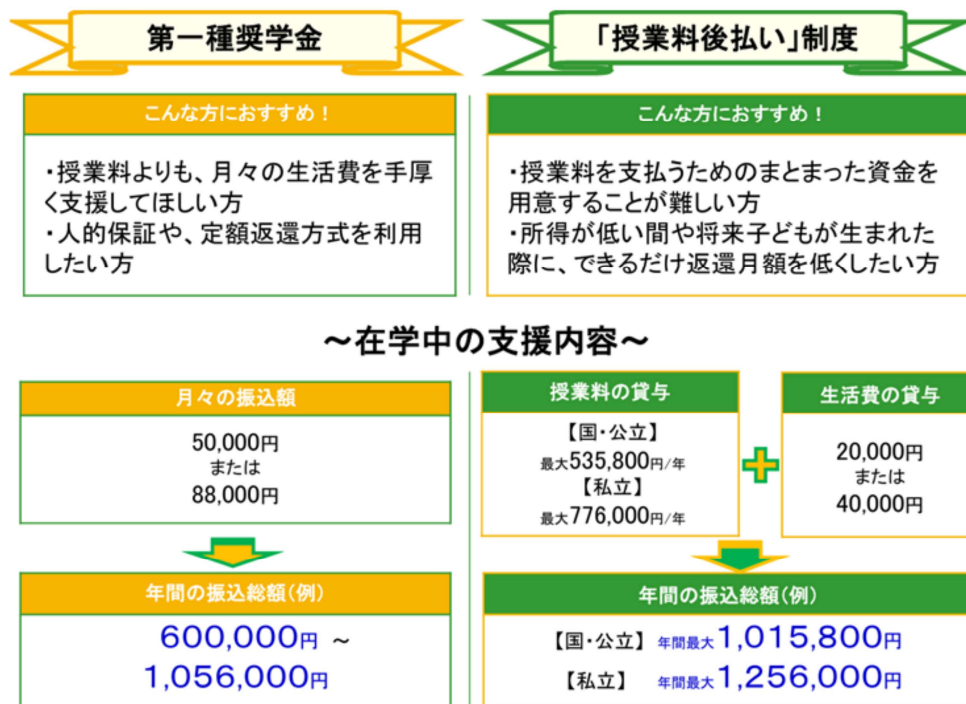 第一種奨学金
こんな方におすすめ！
・授業料よりも、月々の生活費を手厚
く支援してほしい方
・人的保証や、定額返還方式を利用
したい方
「授業料後払い」制度
こんな方におすすめ！
・授業料を支払うためのまとまった資金を
用意することが難しい方
・所得が低い間や将来子どもが生まれた
際に、できるだけ返還月額を低くしたい方
～在学中の支援内容～
月々の振込額
50,000円
または
88,000円
年間の振込総額（例）
600,000円 ～
1,056,000円
授業料の貸与
【国・公立】
最大535,800円/年
【私立】
最大776,000円/年
生活費の貸与
20,000円
または
40,000円
年間の振込総額（例）
【国・公立】 年間最大1,015,800円
【私立】 年間最大1,256,000円